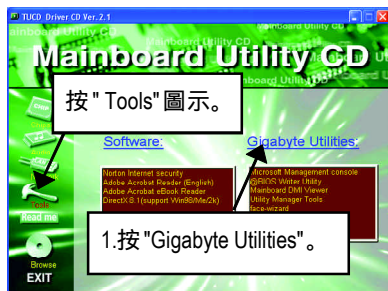 TUCD_Driver CD Ver.2.1
Mainboard Utility CD
按"Tools"圖示。
Software:
Gigabyte Utilities:
Norton Internet security
Adobe Acrobat Reader (English)
Adobe Acrobat eBook Reader
DirectX 8.1(support Win98/Me/2k)
Microsoft Management console
@BIOS Writer Utility
Mainboard DMI Viewer
Utility Manager Tools
face-wizard
Tools
Read me
1.按"Gigabyte Utilities"。
Browse
EXIT